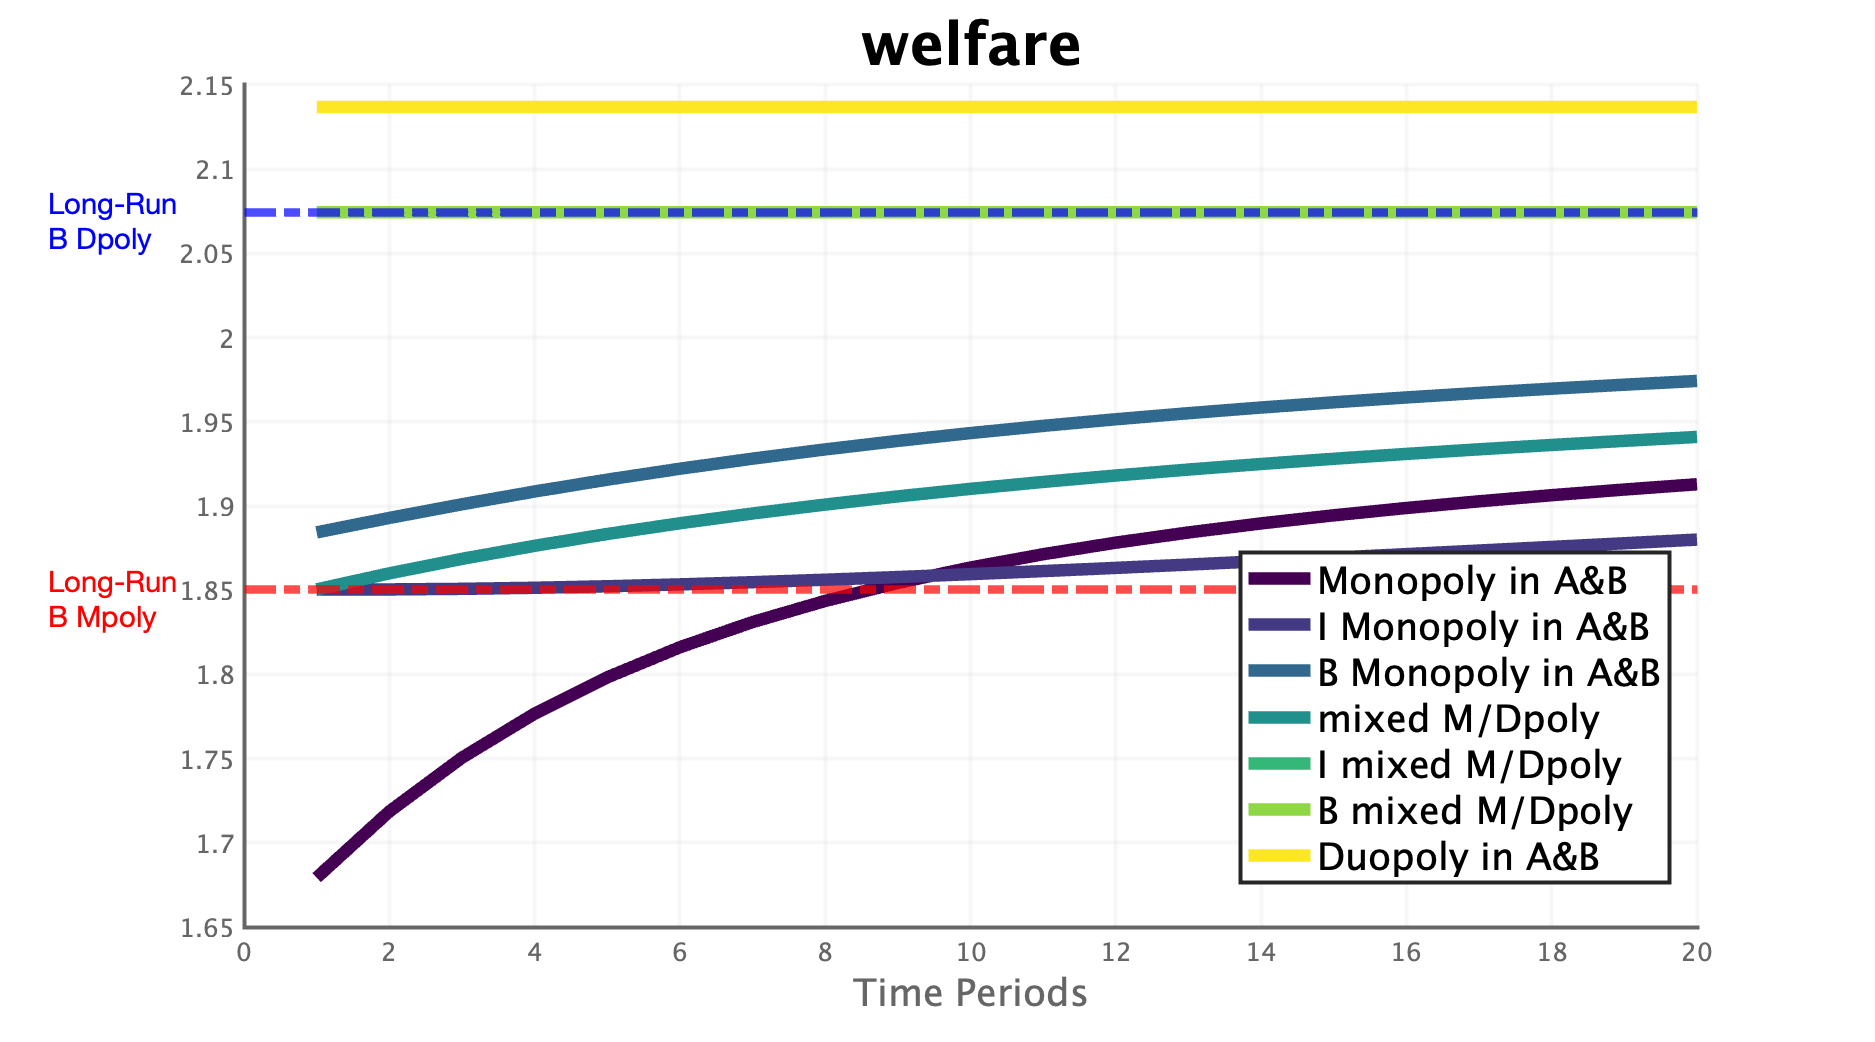 welfare
2.15
2.1
2.05
2
1.95
1.9
1.85
1.8
1.75
1.7
1.65
Long-Run
B Dpoly
Long-Run
B Mpoly
Monopoly in A&B
I Monopoly in A&B
B Monopoly in A&B
mixed M/Dpoly
I mixed M/Dpoly
B mixed M/Dpoly
Duopoly in A&B
0 2 4 6 8 10 12 14 16 18 20
Time Periods